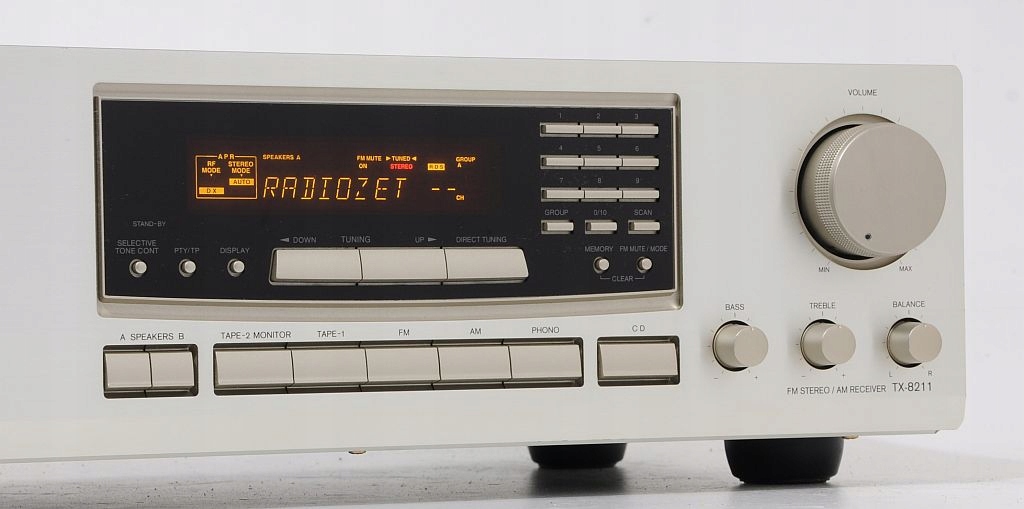 VOLUME
1 2 3
4 5 6
7 8 9
GROUP 0/10 SCAN
MEMORY FM MUTE / MODE
CLEAR
APR
RF MODE
STEREO MODE
DX
AUTO
SPEAKERS A
FM MUTE ►TUNED◄
ON STEREO
RDS
GROUP
A
RADIOZET --
CH
STAND-BY
SELECTIVE
TONE CONT
PTY/TP
DISPLAY
◄ DOWN TUNING UP ► DIRECT TUNING
MIN MAX
A SPEAKERS B
TAPE-2 MONITOR TAPE-1 FM AM PHONO
CD
BASS TREBLE BALANCE
- + - + L R
FM STEREO / AM RECEIVER TX-8211